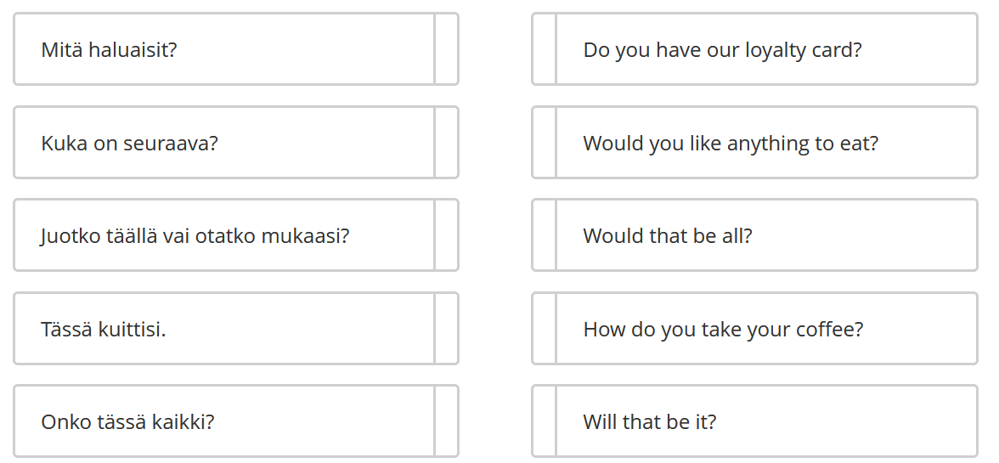 Mitä haluaisit?
Do you have our loyalty card?
Kuka on seuraava?
Would you like anything to eat?
Juotko täällä vai otatko mukaasi?
Would that be all?
Tässä kuittisi.
How do you take your coffee?
Onko tässä kaikki?
Will that be it?